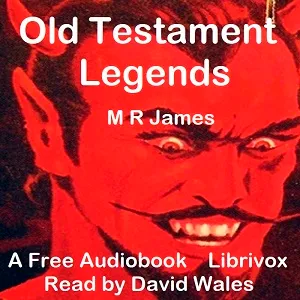 Old Testament
Legends
M R James
A Free Audiobook Librivox
Read by David Wales